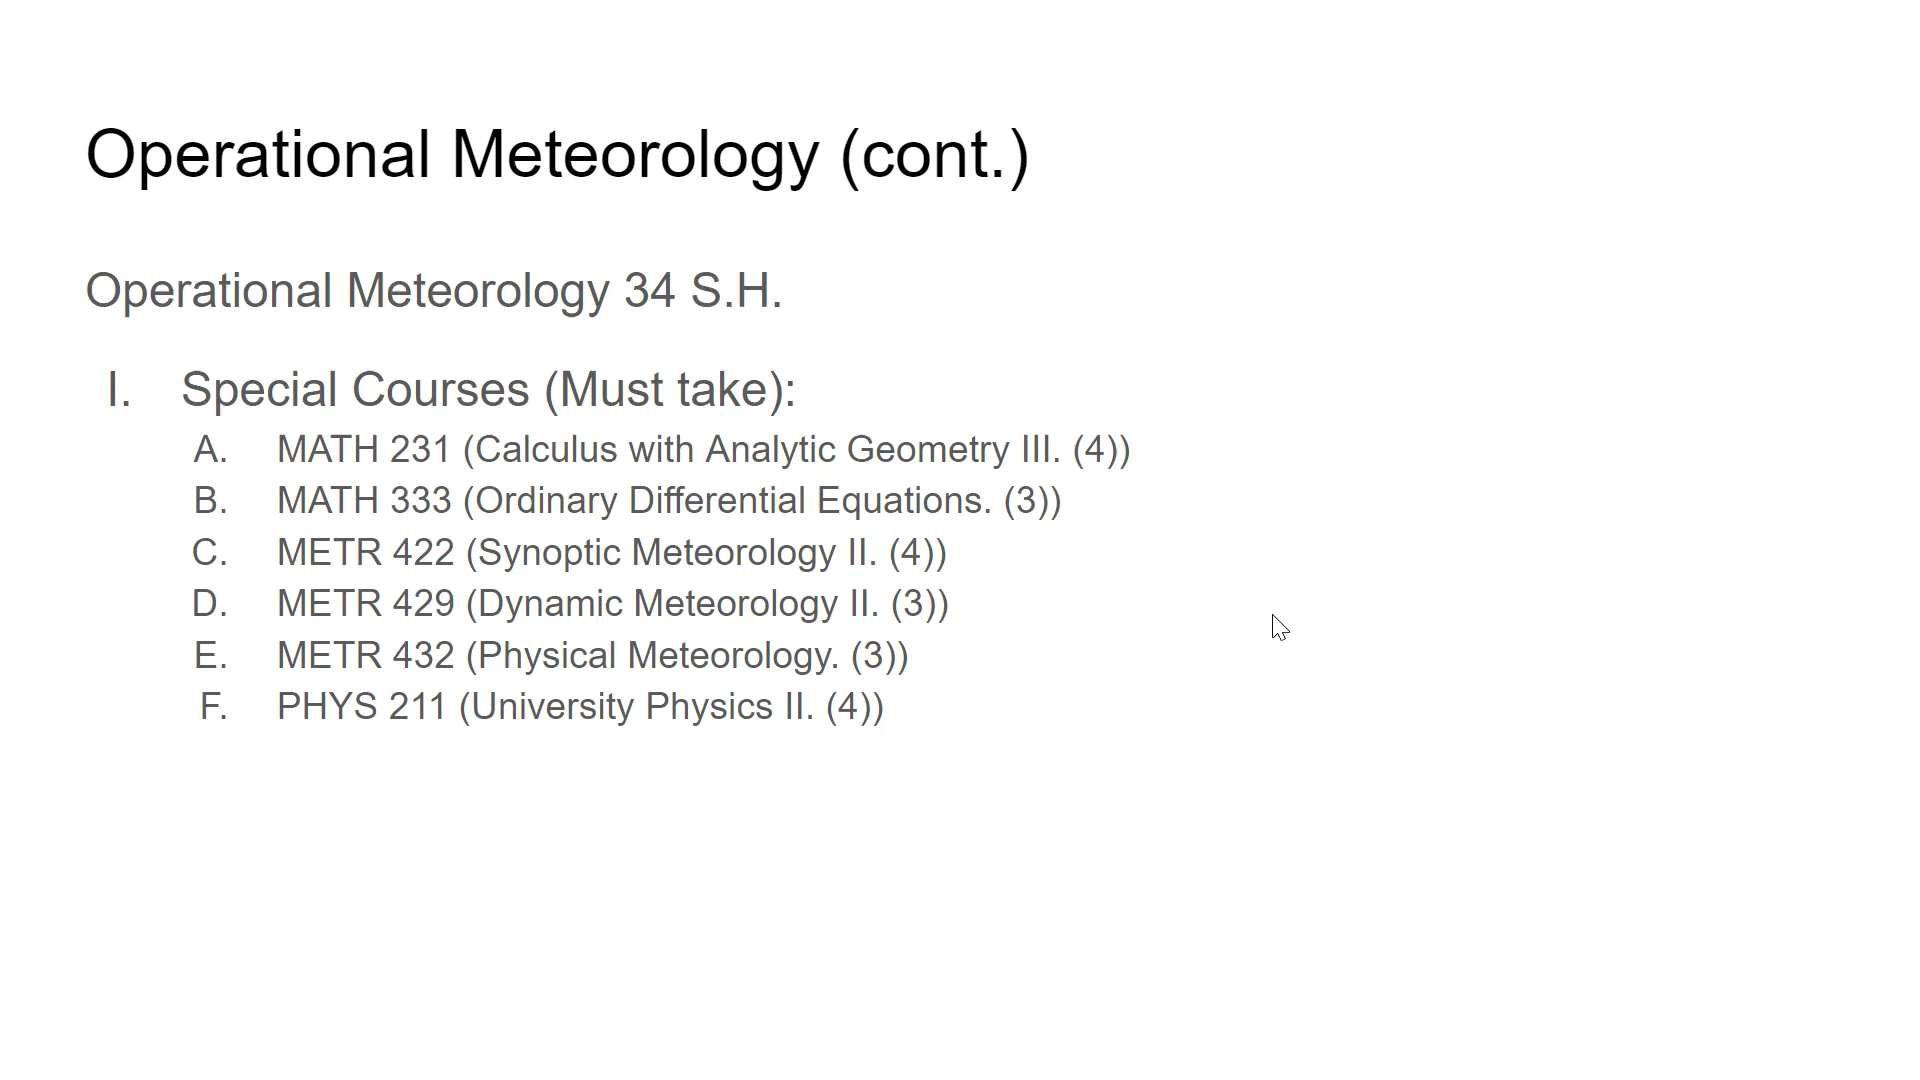 Operational Meteorology (cont.)
Operational Meteorology 34 S.H.
I. Special Courses (Must take):
A. MATH 231 (Calculus with Analytic Geometry III. (4))
B. MATH 333 (Ordinary Differential Equations. (3))
C. METR 422 (Synoptic Meteorology II. (4))
D. METR 429 (Dynamic Meteorology II. (3))
E. METR 432 (Physical Meteorology. (3))
F. PHYS 211 (University Physics II. (4))